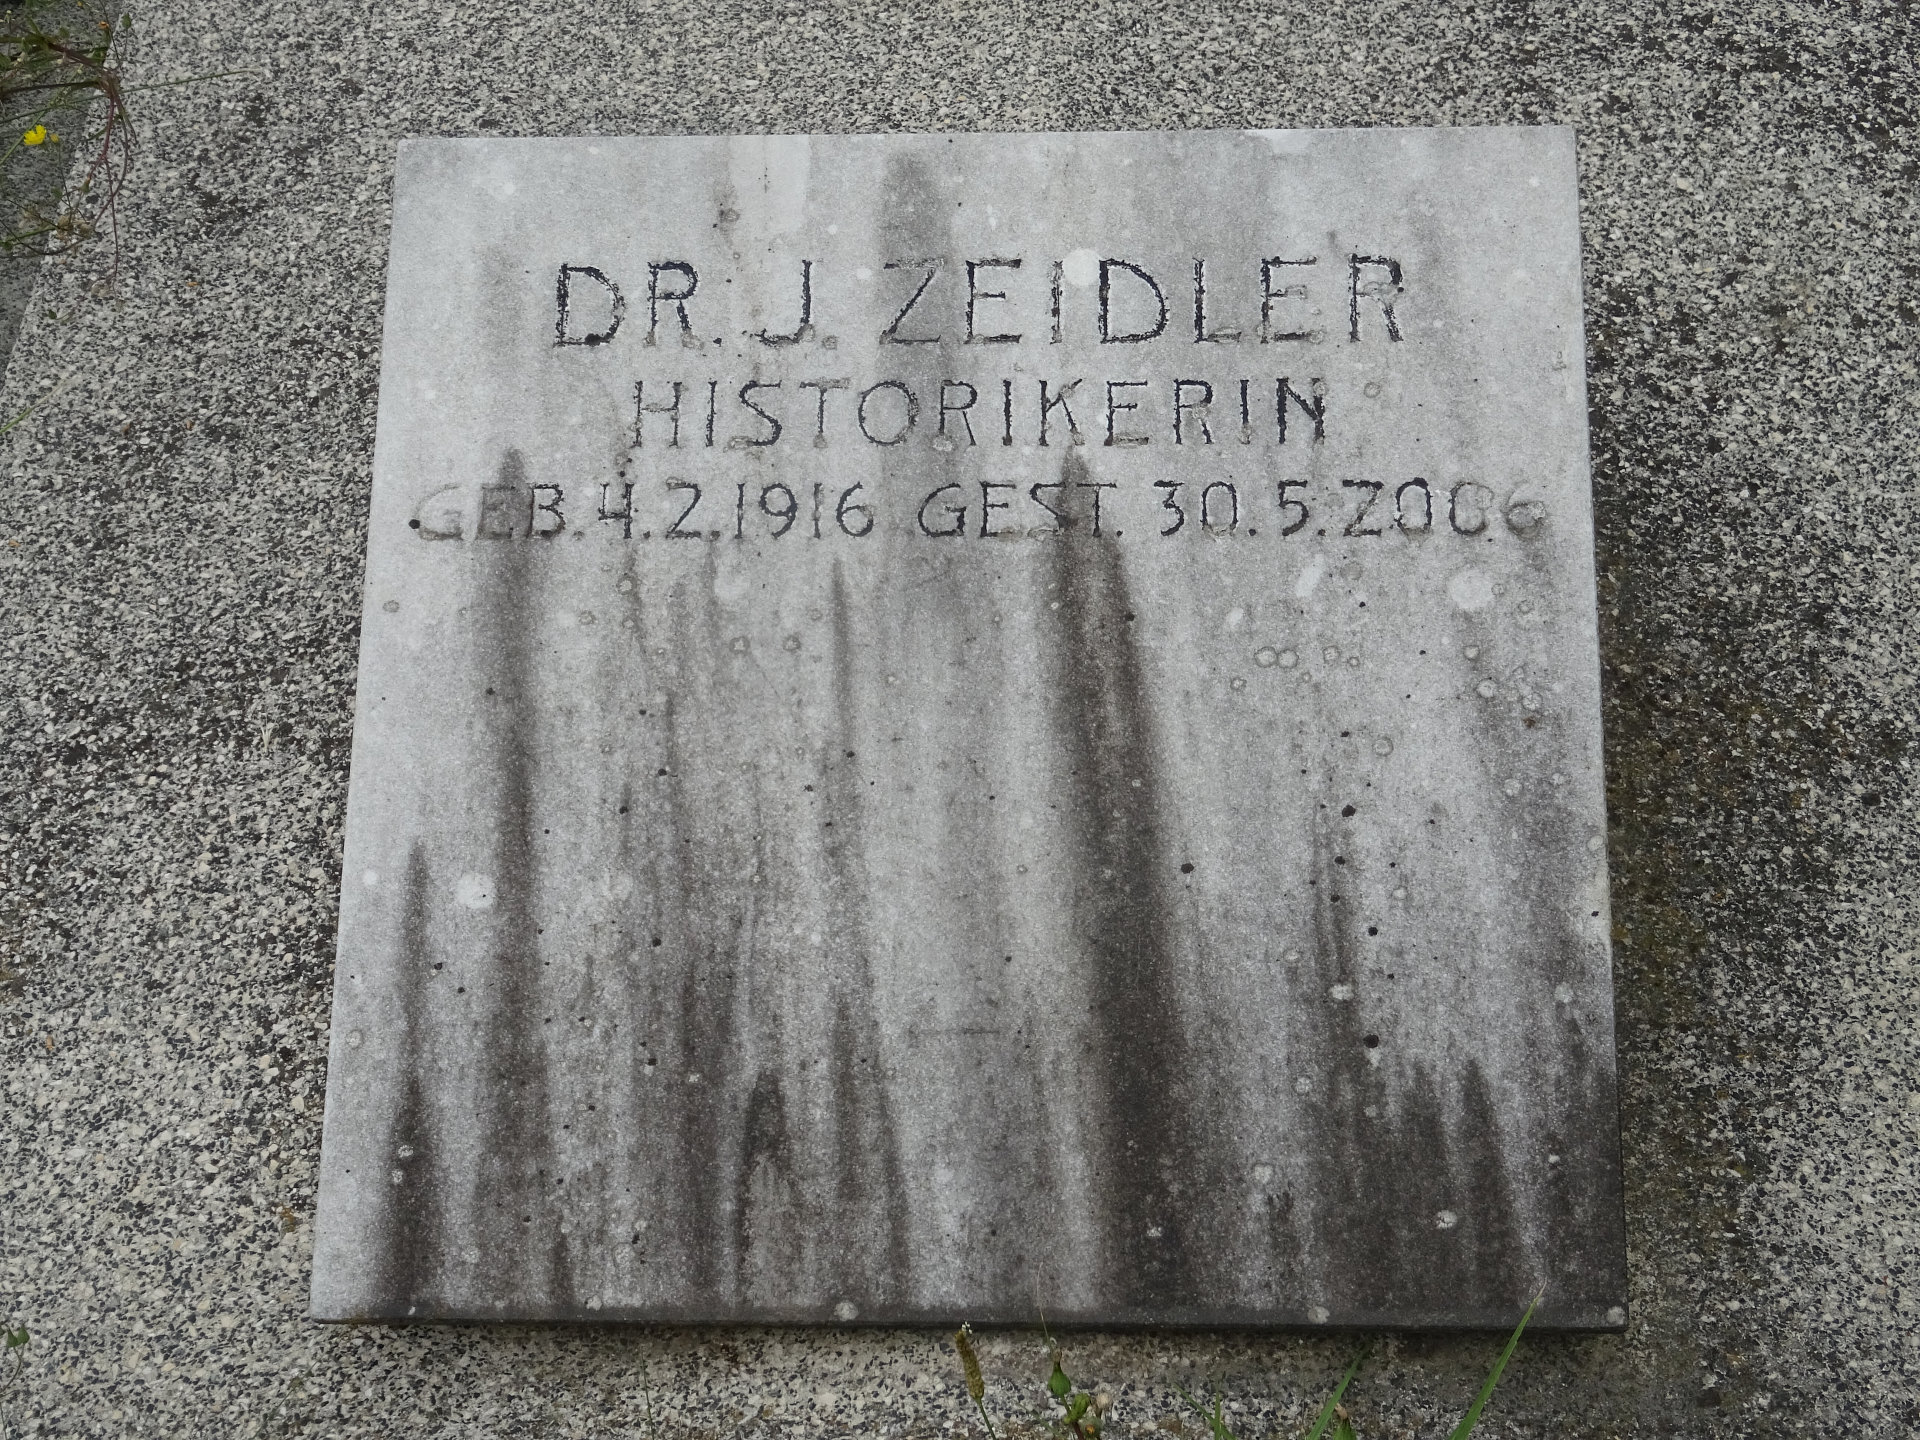 DR. J. ZEIDLER
HISTORIKERIN
GEB. 4. 2. 1916 GEST. 30. 5. 2006